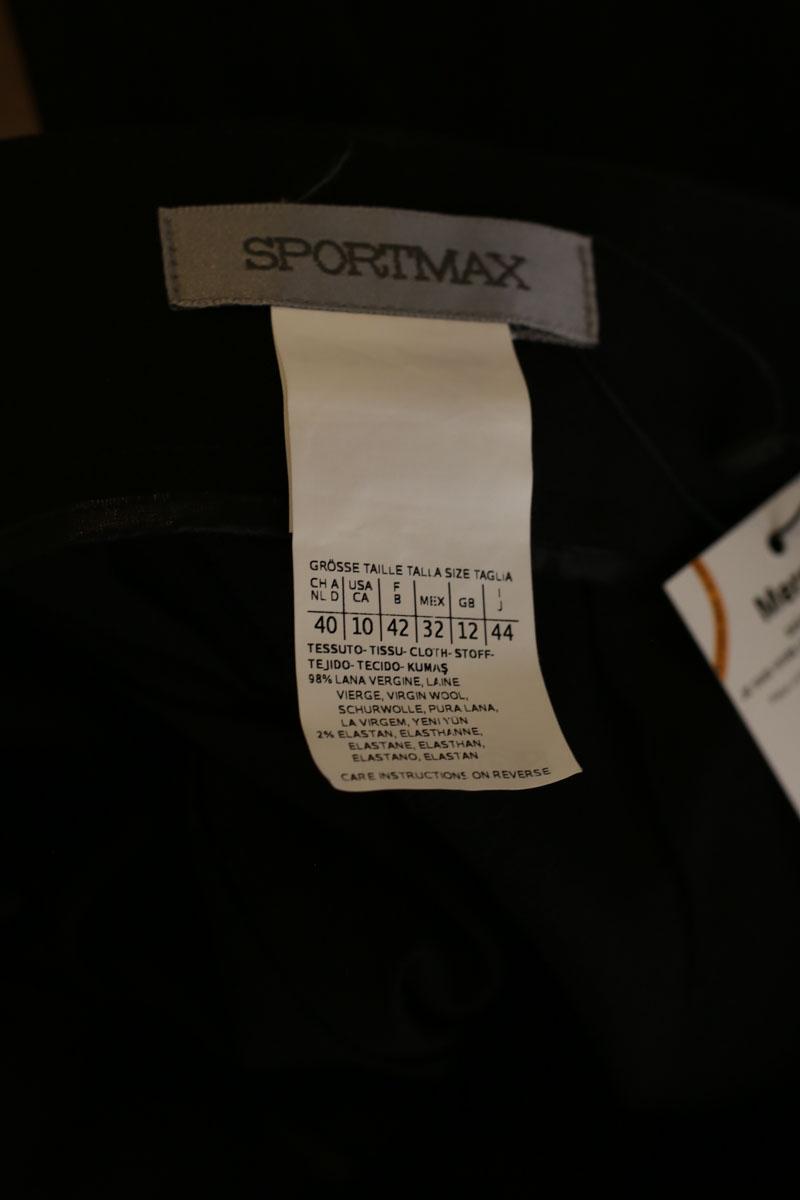 SPORTMAX
GRÖSSE TAILLE TALLA SIZE TAGLIA
CH A USA F MEX GB I
NL D CA B J
40 10 42 32 12 44
TESSUTO-TISSU-CLOTH-STOFF-
TEJIDO-TECIDO-KUMAŞ
98% LANA VERGINE, LAINE
VIERGE, VIRGIN WOOL,
SCHURWOLLE, PURA LANA,
LA VIRGEM, YENI YÜN
2% ELASTAN, ELASTHANNE,
ELASTANE, ELASTHAN,
ELASTANO, ELASTAN
CARE INSTRUCTIONS ON REVERSE